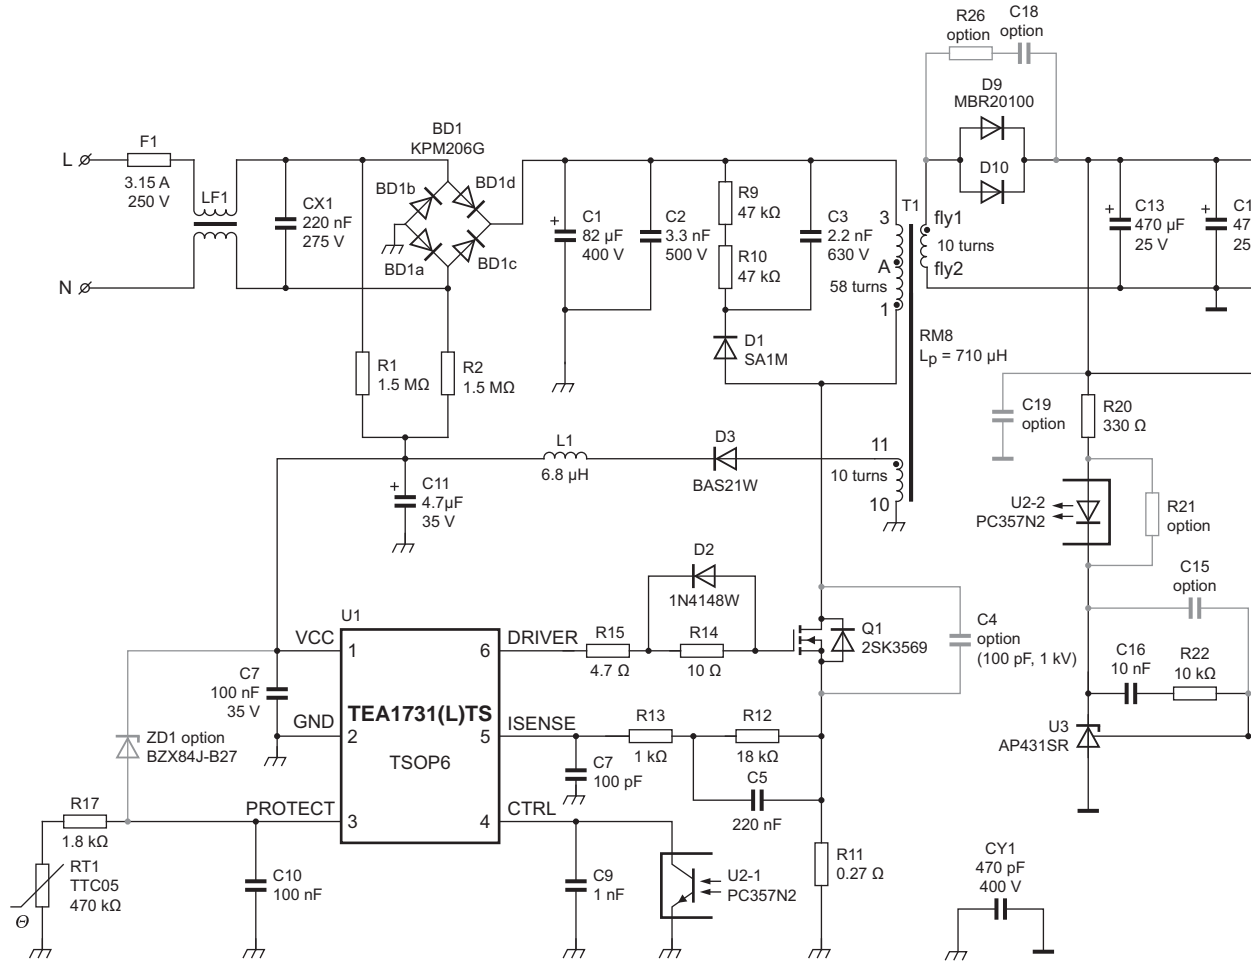 R26
option
C18
option
D9
MBR20100
D10
BD1
KPM206G
F1
L
3.15 A
250 V
LF1
N
CX1
220 nF
275 V
BD1b
BD1d
BD1a
BD1c
C1
82 µF
400 V
+
C2
3.3 nF
500 V
R9
47 kΩ
R10
47 kΩ
C3
2.2 nF
630 V
D1
SA1M
3
T1
A
58 turns
1
fly1
10 turns
fly2
RM8
Lp = 710 µH
+
C13
470 µF
25 V
+
C1
47
25
R1
1.5 MΩ
R2
1.5 MΩ
C19
option
R20
330 Ω
L1
6.8 µH
D3
BAS21W
11
10 turns
10
+
C11
4.7µF
35 V
U2-2
PC357N2
R21
option
C15
option
D2
1N4148W
U1
VCC
1
6
DRIVER
R15
4.7 Ω
R14
10 Ω
Q1
2SK3569
C4
option
(100 pF, 1 kV)
C16
10 nF
R22
10 kΩ
C7
100 nF
35 V
GND
2
TEA1731(L)TS
TSOP6
5
ISENSE
R13
1 kΩ
R12
18 kΩ
C7
100 pF
C5
220 nF
U3
AP431SR
ZD1 option
BZX84J-B27
R17
1.8 kΩ
PROTECT
3
4
CTRL
RT1
TTC05
470 kΩ
Θ
C10
100 nF
C9
1 nF
U2-1
PC357N2
R11
0.27 Ω
CY1
470 pF
400 V